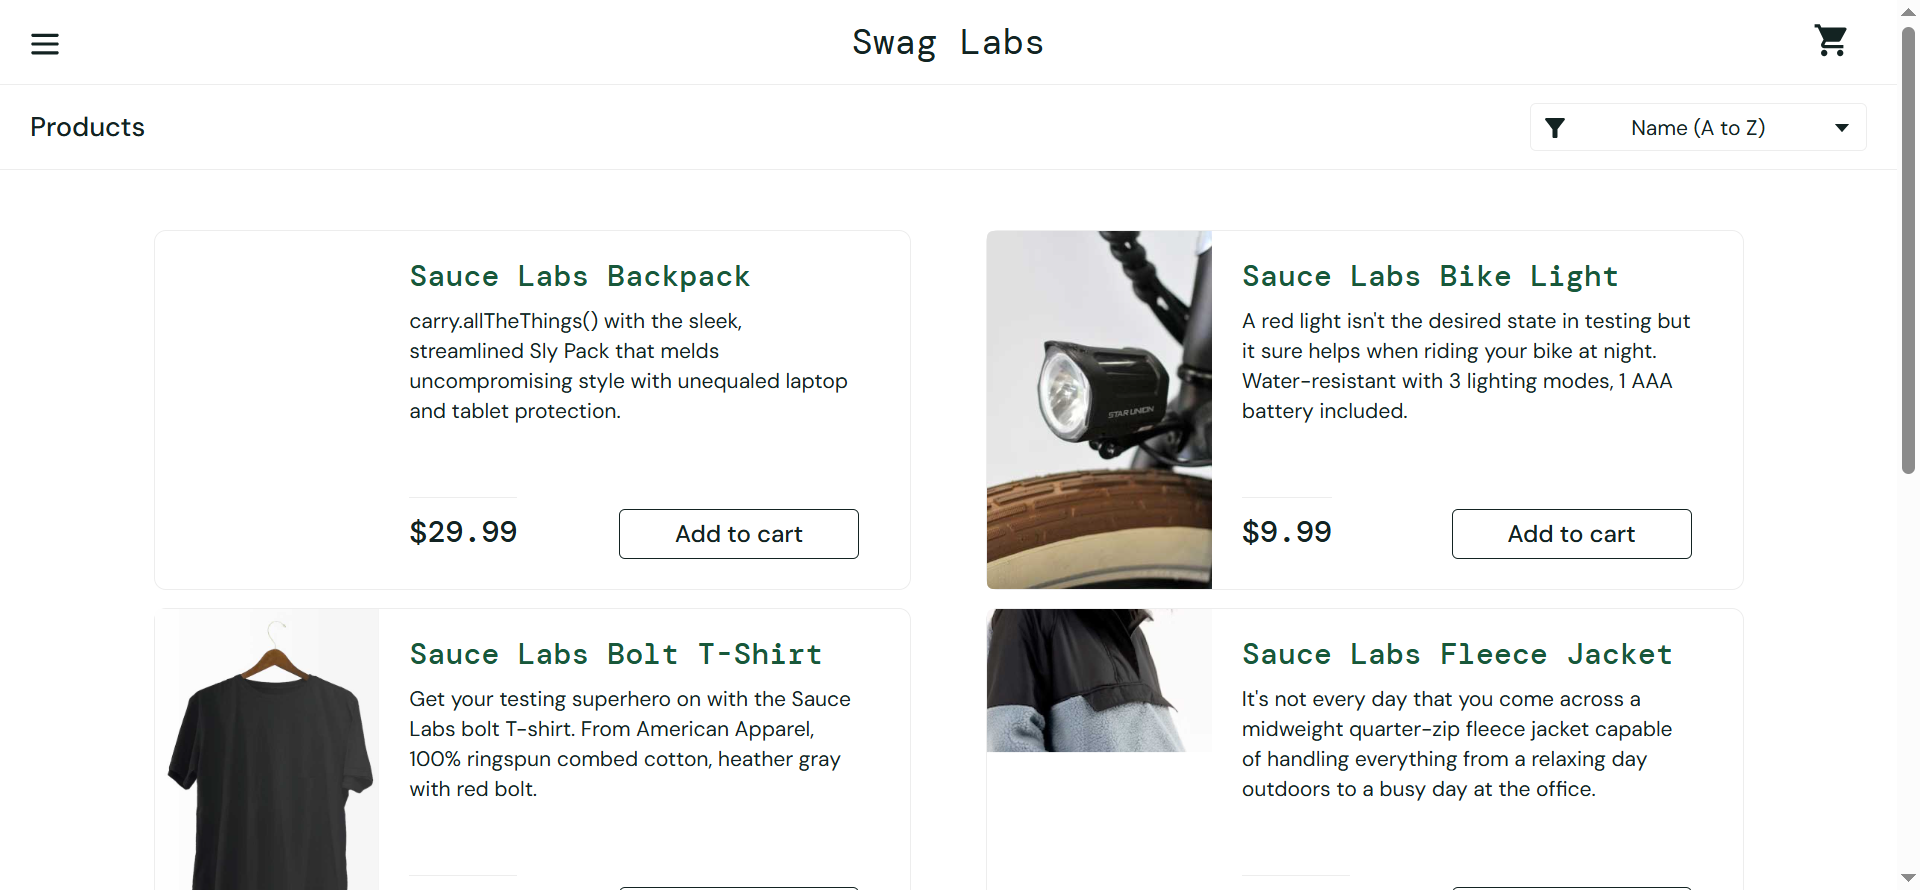 Swag Labs
Products
Name (A to Z)
Sauce Labs Backpack
carry.allTheThings() with the sleek,
streamlined Sly Pack that melds
uncompromising style with unequaled laptop
and tablet protection.
$29.99
Add to cart
STAR UNION
Sauce Labs Bike Light
A red light isn't the desired state in testing but
it sure helps when riding your bike at night.
Water-resistant with 3 lighting modes, 1 AAA
battery included.
$9.99
Add to cart
Sauce Labs Bolt T-Shirt
Get your testing superhero on with the Sauce
Labs bolt T-shirt. From American Apparel,
100% ringspun combed cotton, heather gray
with red bolt.
Sauce Labs Fleece Jacket
It's not every day that you come across a
midweight quarter-zip fleece jacket capable
of handling everything from a relaxing day
outdoors to a busy day at the office.